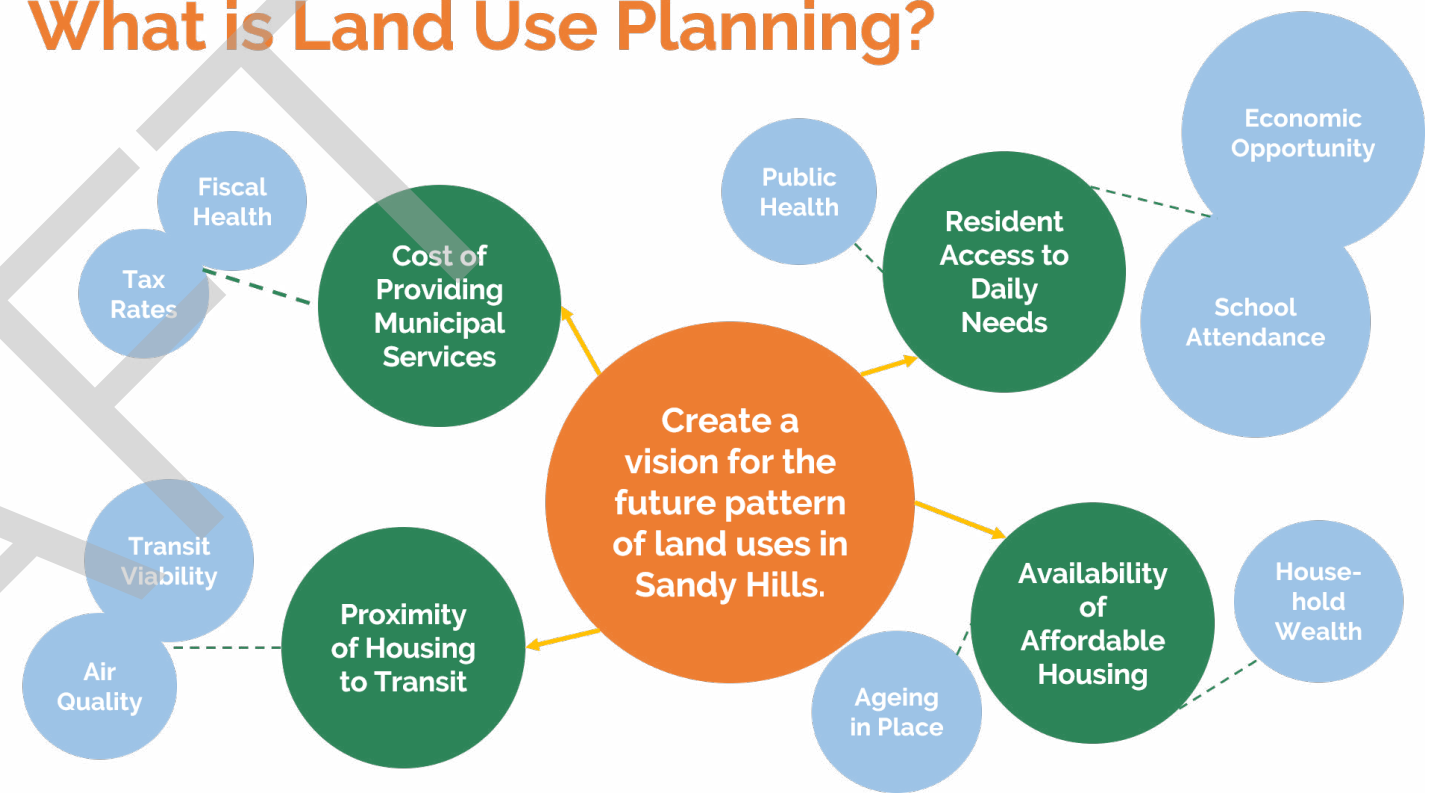 What is Land Use Planning?
Fiscal
Health
Tax
Rates
Cost of
Providing
Municipal
Services
Public
Health
Resident
Access to
Daily
Needs
Economic
Opportunity
School
Attendance
Create a
vision for the
future pattern
of land uses in
Sandy Hills.
Transit
Viability
Air
Quality
Proximity
of Housing
to Transit
Ageing
in Place
Availability
of
Affordable
Housing
House-
hold
Wealth